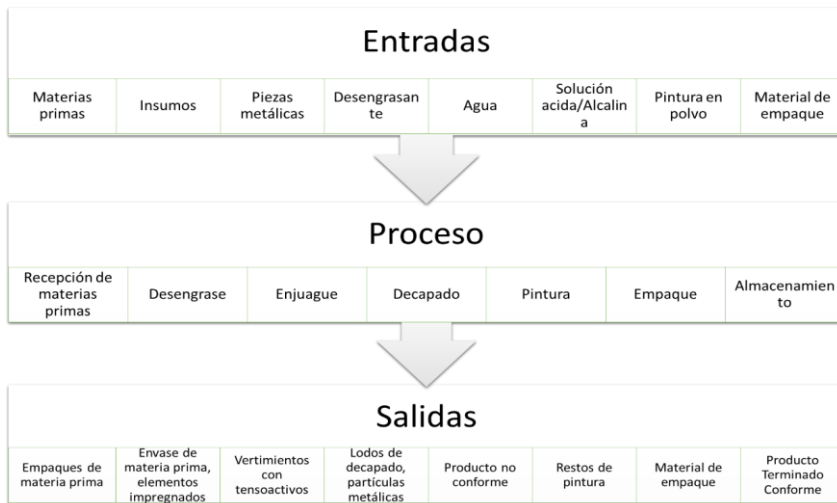 Entradas
Materias
primas
Insumos
Piezas
metálicas
Desengrasan
te
Agua
Solución
acida/Alcalin
a
Pintura en
polvo
Material de
empaque
Proceso
Recepción de
materias
primas
Desengrase
Enjuague
Decapado
Pintura
Empaque
Almacenamien
to
Salidas
Empaques de
materia prima
Envase de
materia prima,
elementos
impregnados
Vertimientos
con
tensoactivos
Lodos de
decapado,
partículas
metálicas
Producto no
conforme
Restos de
pintura
Material de
empaque
Producto
Terminado
Conforme